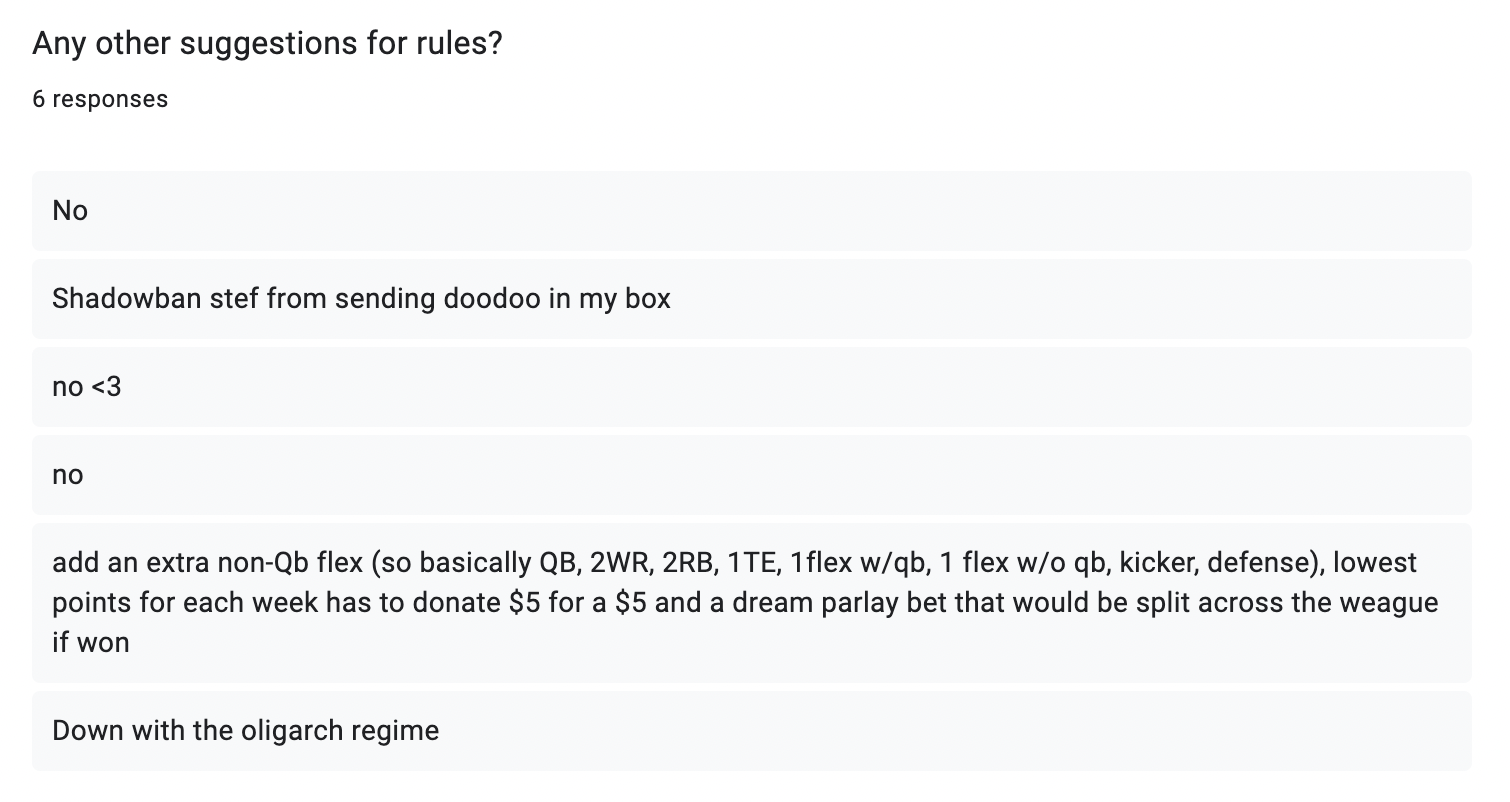 Any other suggestions for rules?
6 responses
No
Shadowban stef from sending doodoo in my box
no <3
no
add an extra non-Qb flex (so basically QB, 2WR, 2RB, 1TE, 1flex w/qb, 1 flex w/o qb, kicker, defense), lowest
points for each week has to donate $5 for a $5 and a dream parlay bet that would be split across the weague
if won
Down with the oligarch regime